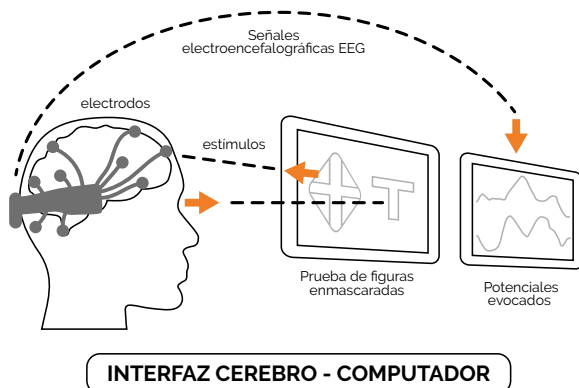 Señales
electroencefalográficas EEG
electrodos
estímulos
T
Prueba de figuras
enmascaradas
Potenciales
evocados
INTERFAZ CEREBRO - COMPUTADOR